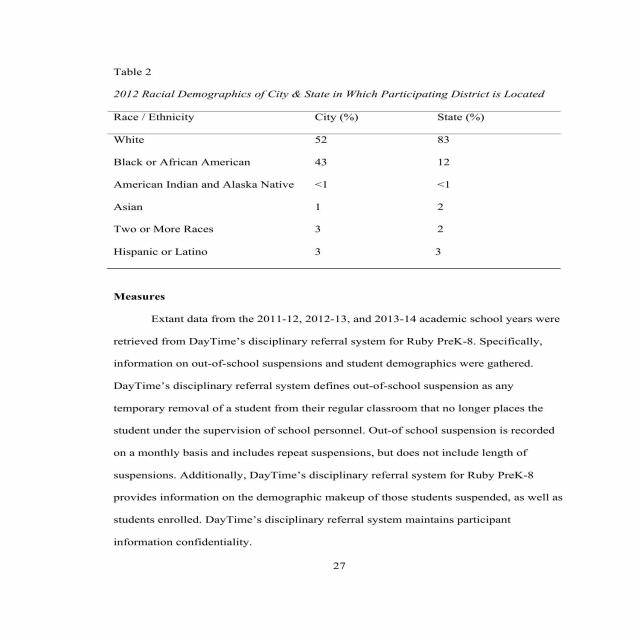 Table 2
2012 Racial Demographics of City & State in Which Participating District is Located
Race / Ethnicity City (%) State (%)
White 52 83
Black or African American 43 12
American Indian and Alaska Native <1 <1
Asian 1 2
Two or More Races 3 2
Hispanic or Latino 3 3
Measures
Extant data from the 2011-12, 2012-13, and 2013-14 academic school years were
retrieved from DayTime’s disciplinary referral system for Ruby PreK-8. Specifically,
information on out-of-school suspensions and student demographics were gathered.
DayTime’s disciplinary referral system defines out-of-school suspension as any
temporary removal of a student from their regular classroom that no longer places the
student under the supervision of school personnel. Out-of school suspension is recorded
on a monthly basis and includes repeat suspensions, but does not include length of
suspensions. Additionally, DayTime’s disciplinary referral system for Ruby PreK-8
provides information on the demographic makeup of those students suspended, as well as
students enrolled. DayTime’s disciplinary referral system maintains participant
information confidentiality.
27